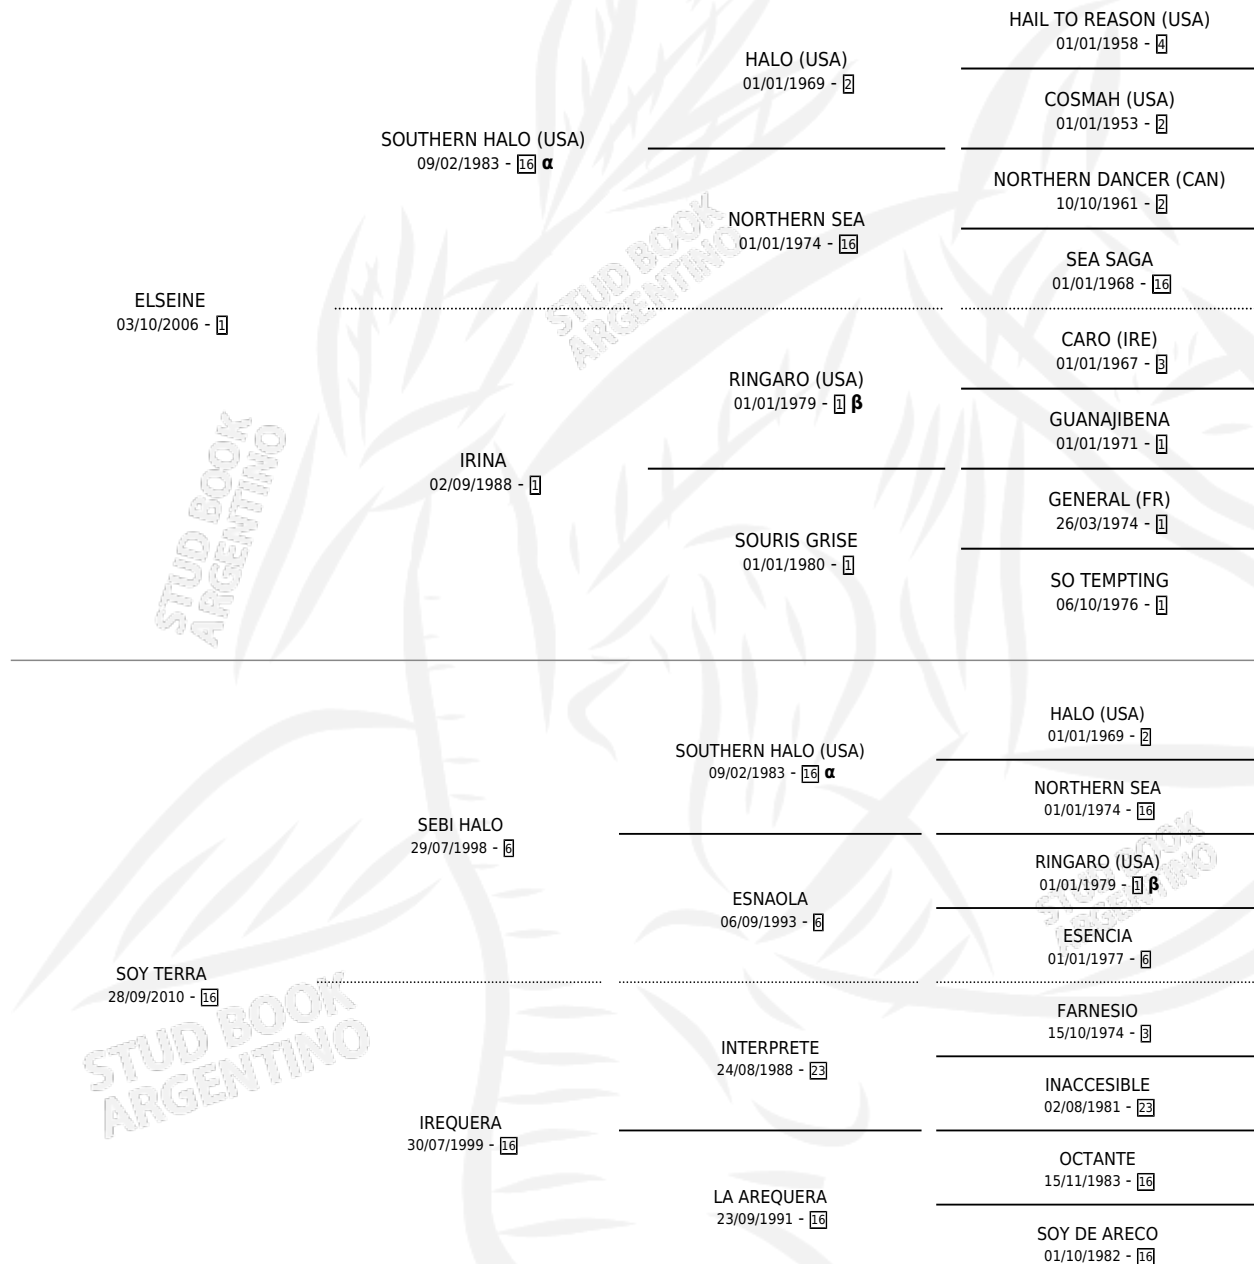 HAIL TO REASON (USA)
01/01/1958 - 4
HALO (USA)
01/01/1969 - 2
COSMAH (USA)
01/01/1953 - 2
SOUTHERN HALO (USA)
09/02/1983 - 16 α
NORTHERN DANCER (CAN)
10/10/1961 - 2
NORTHERN SEA
01/01/1974 - 16
SEA SAGA
01/01/1968 - 16
STUD BOOK
ARGENTINO
ELSEINE
03/10/2006 - 1
CARO (IRE)
01/01/1967 - 3
RINGARO (USA)
01/01/1979 - 1 β
GUANAJIBENA
01/01/1971 - 1
IRINA
02/09/1988 - 1
GENERAL (FR)
26/03/1974 - 1
SOURIS GRISE
01/01/1980 - 1
SO TEMPTING
06/10/1976 - 1
STUD BOOK
ARGENTINO
HALO (USA)
01/01/1969 - 2
SOUTHERN HALO (USA)
09/02/1983 - 16 α
NORTHERN SEA
01/01/1974 - 16
SEBI HALO
29/07/1998 - 6
RINGARO (USA)
01/01/1979 - 1 β
ESNAOLA
06/09/1993 - 6
ESENCIA
01/01/1977 - 6
STUD BOOK
ARGENTINO
SOY TERRA
28/09/2010 - 16
FARNESIO
15/10/1974 - 3
INTERPRETE
24/08/1988 - 23
INACCESIBLE
02/08/1981 - 23
IREQUERA
30/07/1999 - 16
OCTANTE
15/11/1983 - 16
LA AREQUERA
23/09/1991 - 16
SOY DE ARECO
01/10/1982 - 16
STUD BOOK
ARGENTINO